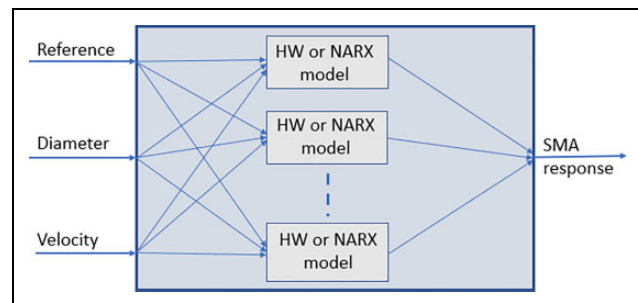 Reference
Diameter
Velocity
HW or NARX
model
HW or NARX
model
HW or NARX
model
SMA
response